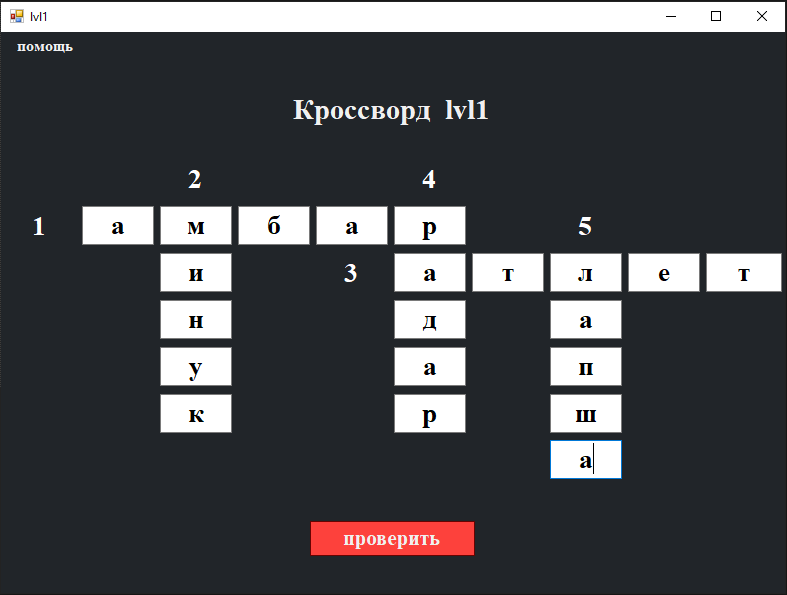 lvl1
помощь
Кроссворд lvl1
2 4
1 а м б а р 5
и 3 а т л е т
н д а
у а п
к р ш
а
проверить